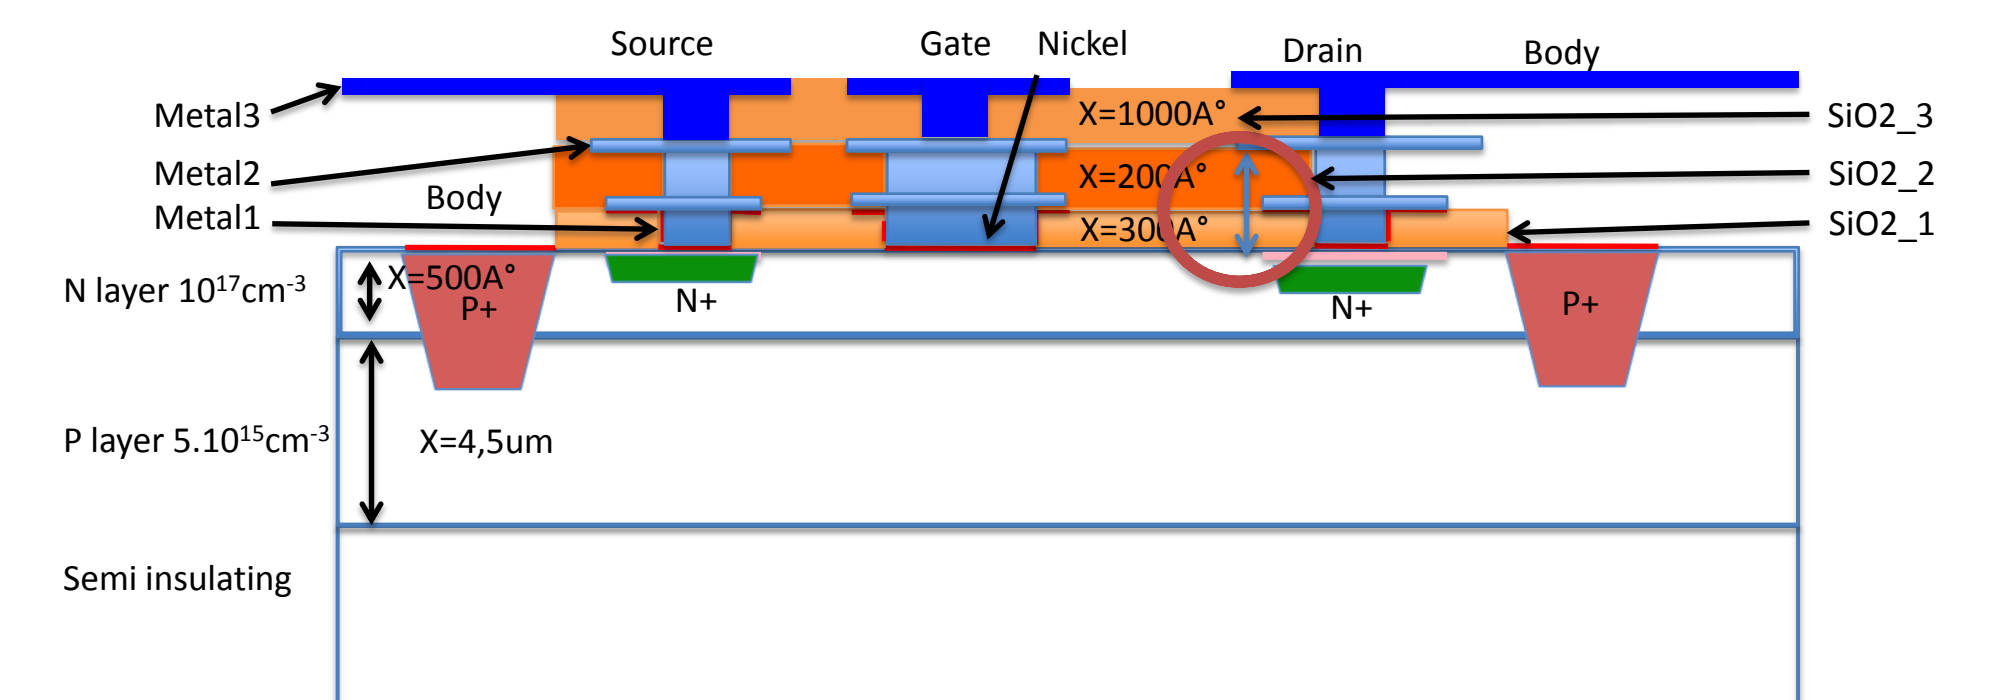 Source
Gate
Nickel
Drain
Body
Metal3
X=1000A°
SiO2_3
Metal2
X=200A°
SiO2_2
Body
Metal1
X=300A°
SiO2_1
N layer 10¹⁷cm⁻³
X=500A°
P+
N+
N+
P+
P layer 5.10¹⁵cm⁻³
X=4,5um
Semi insulating